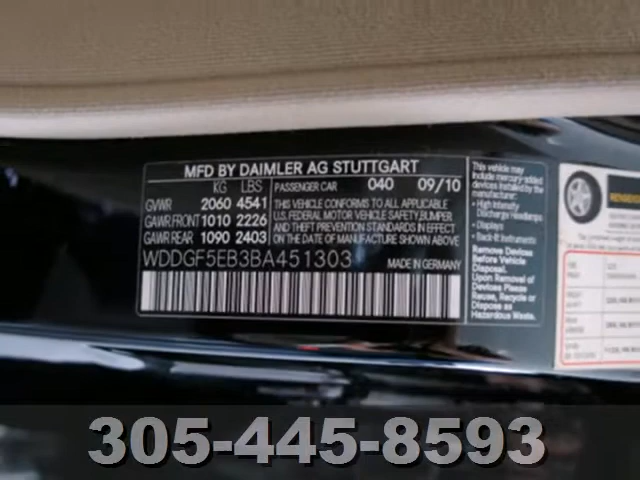 MFD BY DAIMLER AG STUTTGART
KG LBS
PASSENGER CAR 040 09/10
GVWR 2060 4541
GAWR FRONT 1010 2226
GAWR REAR 1090 2403
THIS VEHICLE CONFORMS TO ALL APPLICABLE
U.S. FEDERAL MOTOR VEHICLE SAFETY, BUMPER,
AND THEFT PREVENTION STANDARDS IN EFFECT
ON THE DATE OF MANUFACTURE SHOWN ABOVE.
WDDGF5EB3BA451303
MADE IN GERMANY
This vehicle may
include mercury-added
devices installed by
the manufacturer:
- High Intensity
Discharge Headlamps
- Displays
- Back-lit Instruments
Remove Devices
Before Vehicle
Disposal.
Upon Removal
of Devices Please
Reuse, Recycle or
Dispose as
Hazardous Waste.
305-445-8593